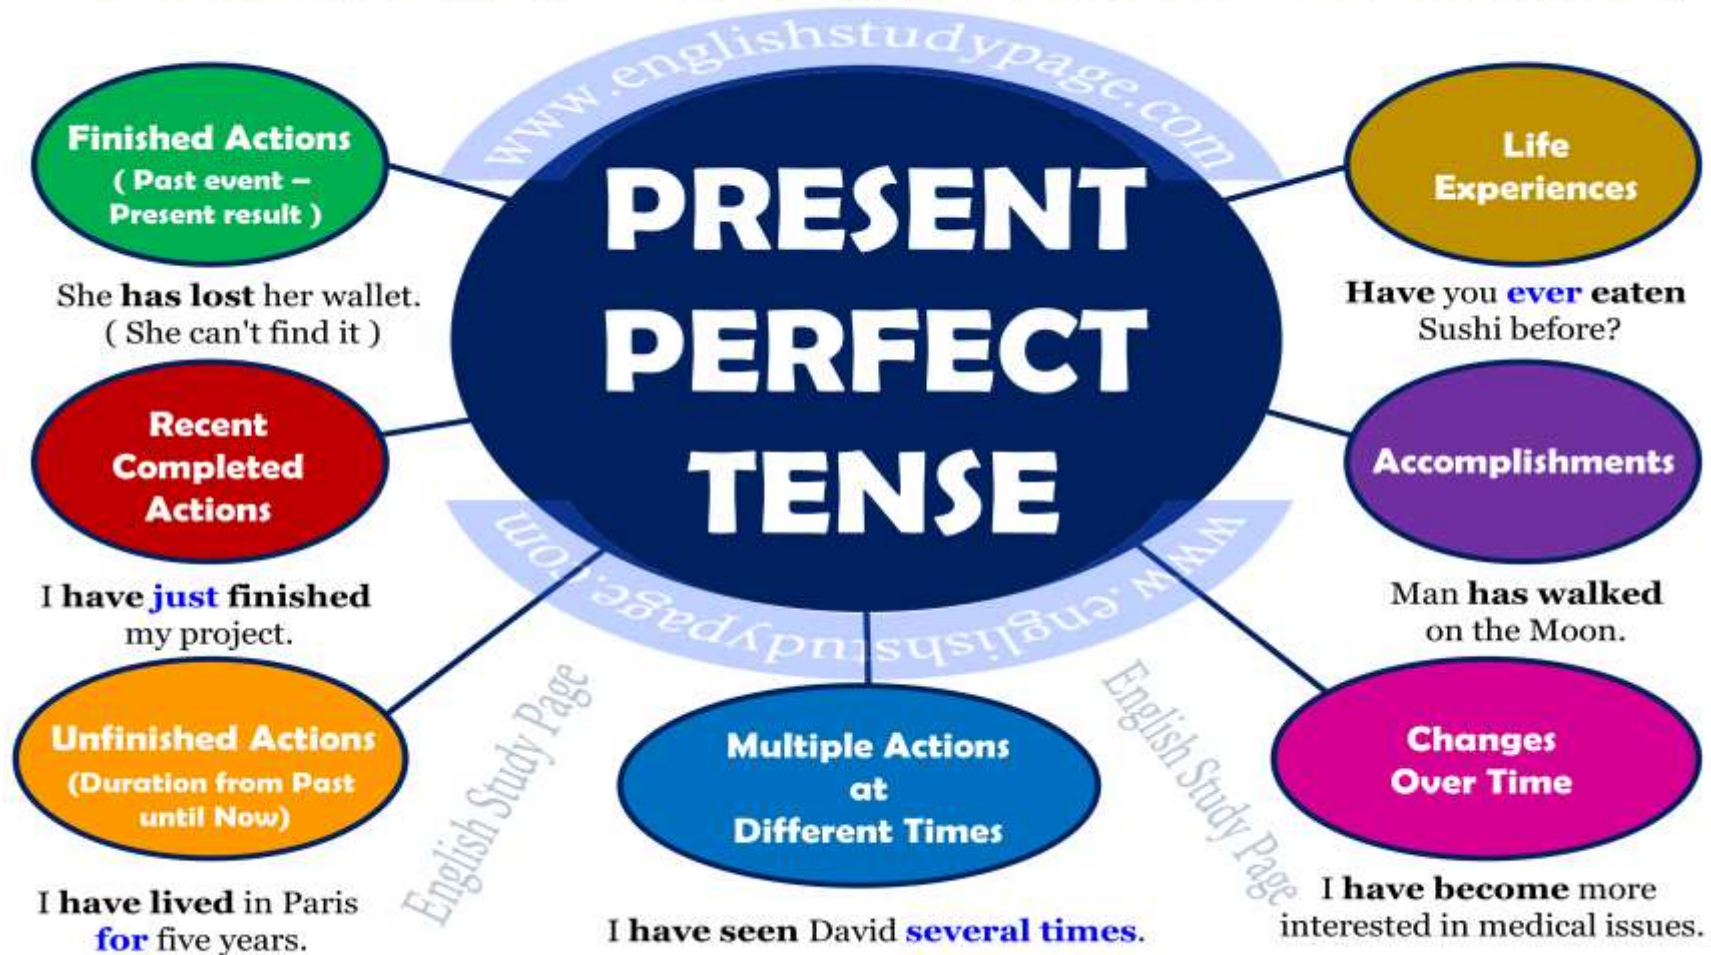 www.englishstudypage.com
PRESENT
PERFECT
TENSE
www.englishstudypage.com
Finished Actions
( Past event –
Present result )
She has lost her wallet.
( She can't find it )
Recent
Completed
Actions
I have just finished
my project.
Unfinished Actions
(Duration from Past
until Now)
I have lived in Paris
for five years.
English Study Page
Multiple Actions
at
Different Times
I have seen David several times.
English Study Page
Life
Experiences
Have you ever eaten
Sushi before?
Accomplishments
Man has walked
on the Moon.
Changes
Over Time
I have become more
interested in medical issues.